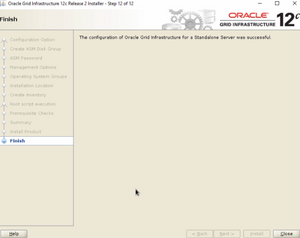 Oracle Grid Infrastructure 12c Release 2 Installer - Step 12 of 12
Finish
ORACLE
GRID INFRASTRUCTURE
12c
Configuration Option
Create ASM Disk Group
ASM Password
Management Options
Operating System Groups
Installation Location
Create Inventory
Root script execution
Prerequisite Checks
Summary
Install Product
Finish
The configuration of Oracle Grid Infrastructure for a Standalone Server was successful.
Help
< Back
Next >
Install
Close